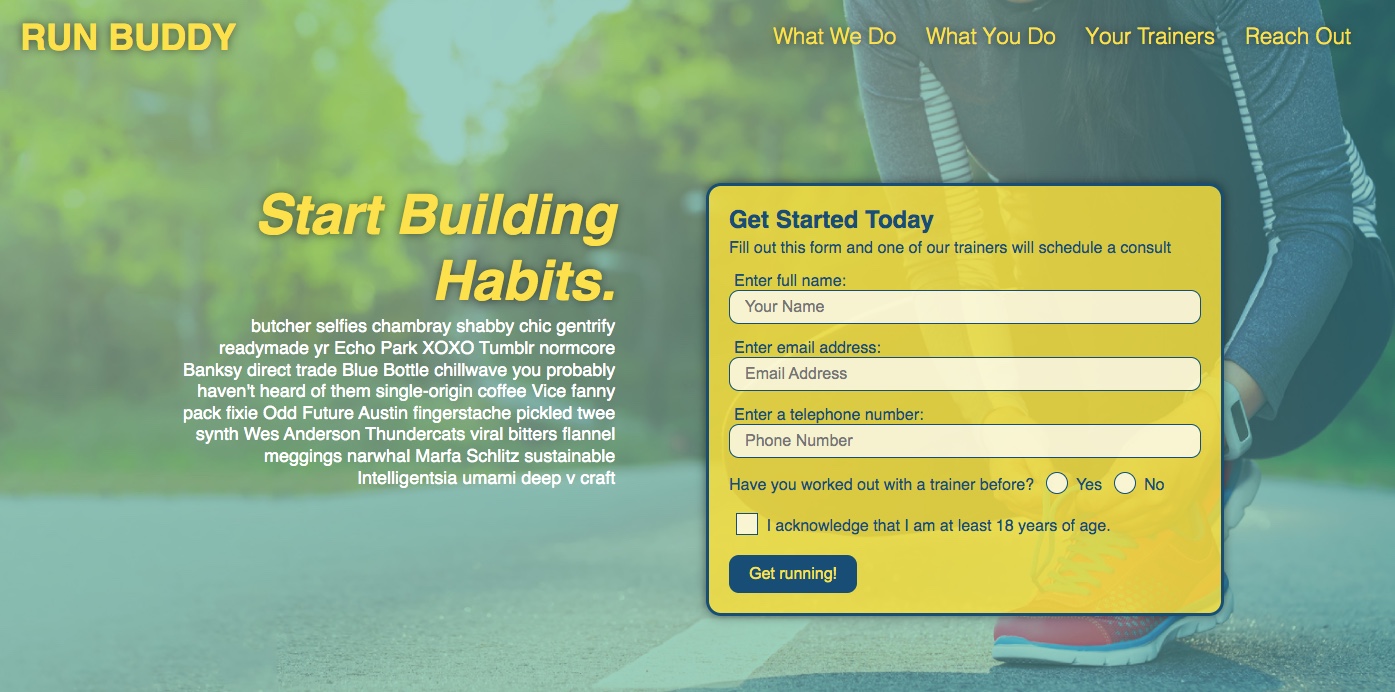 RUN BUDDY
What We Do What You Do Your Trainers Reach Out
Start Building
Habits.
butcher selfies chambray shabby chic gentrify
readymade yr Echo Park XOXO Tumblr normcore
Banksy direct trade Blue Bottle chillwave you probably
haven't heard of them single-origin coffee Vice fanny
pack fixie Odd Future Austin fingerstache pickled twee
synth Wes Anderson Thundercats viral bitters flannel
meggings narwhal Marfa Schlitz sustainable
Intelligentsia umami deep v craft
Get Started Today
Fill out this form and one of our trainers will schedule a consult
Enter full name:
Your Name
Enter email address:
Email Address
Enter a telephone number:
Phone Number
Have you worked out with a trainer before? Yes No
I acknowledge that I am at least 18 years of age.
Get running!